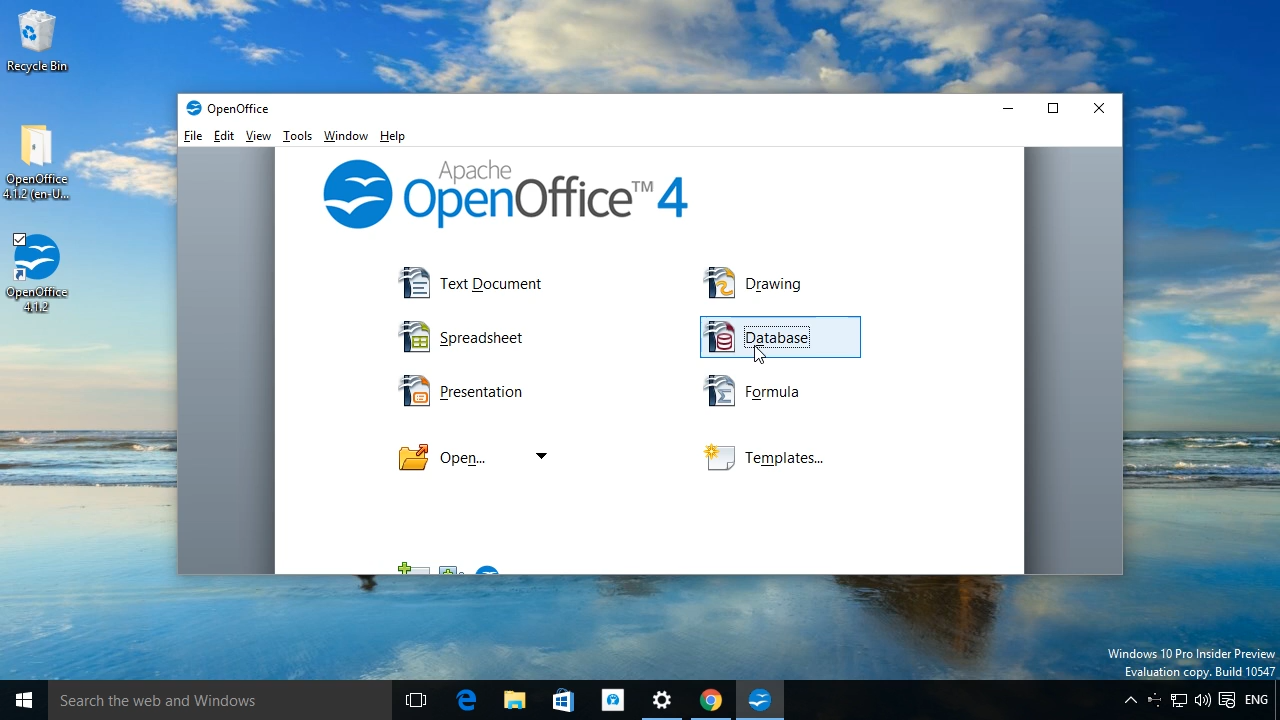 Recycle Bin
OpenOffice
4.1.2 (en-U...
OpenOffice
4.1.2
OpenOffice
File Edit View Tools Window Help
Apache
OpenOffice™ 4
Text Document
Drawing
Spreadsheet
Database
Presentation
Formula
Open...
Templates...
Windows 10 Pro Insider Preview
Evaluation copy. Build 10547
Search the web and Windows
ENG